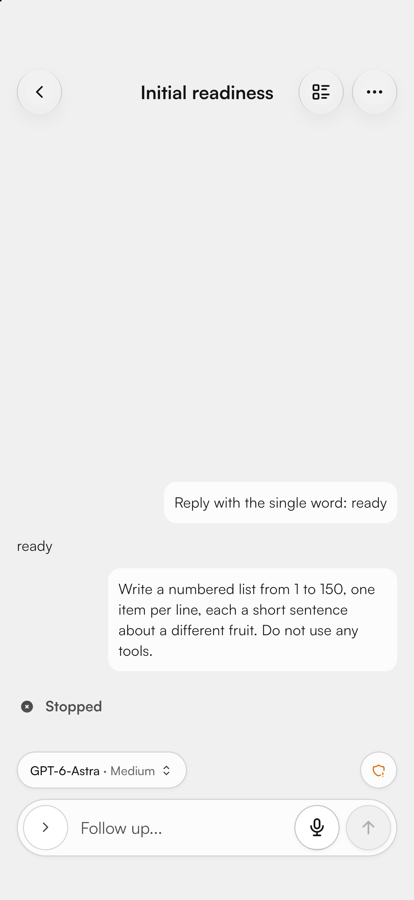 Initial readiness
Reply with the single word: ready
ready
Write a numbered list from 1 to 150, one
item per line, each a short sentence
about a different fruit. Do not use any
tools.
Stopped
GPT-6-Astra · Medium
Follow up...